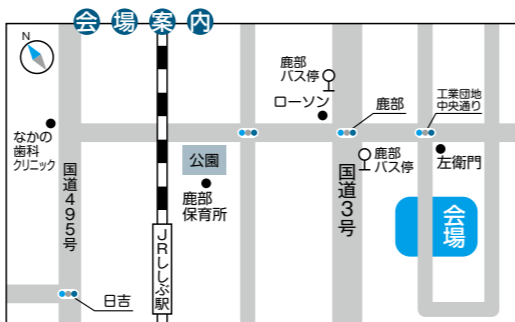 会場案内
N
鹿部
バス停
ローソン
鹿部
工業団地
中央通り
なかの
歯科
クリニック
公園
鹿部
バス停
左衛門
国道495号
鹿部
保育所
国道3号
会場
JRししぶ駅
日吉